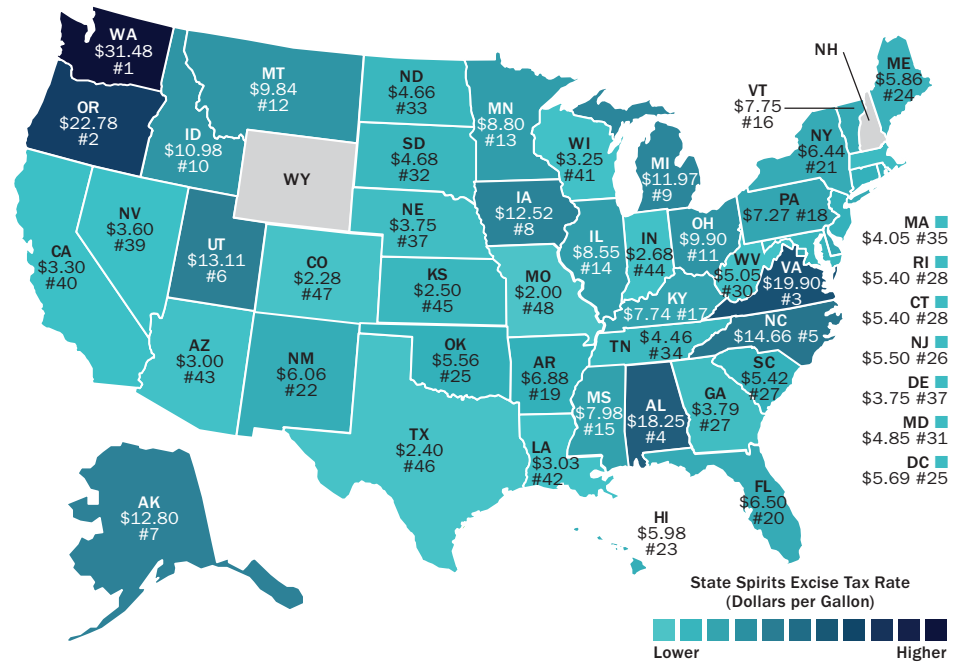 WA
$31.48
#1
OR
$22.78
#2
CA
$3.30
#40
NV
$3.60
#39
ID
$10.98
#10
MT
$9.84
#12
WY
UT
$13.11
#6
AZ
$3.00
#43
CO
$2.28
#47
NM
$6.06
#22
ND
$4.66
#33
SD
$4.68
#32
NE
$3.75
#37
KS
$2.50
#45
OK
$5.56
#25
TX
$2.40
#46
MN
$8.80
#13
IA
$12.52
#8
MO
$2.00
#48
AR
$6.88
#19
LA
$3.03
#42
WI
$3.25
#41
IL
$8.55
#14
MI
$11.97
#9
IN
$2.68
#44
OH
$9.90
#11
KY
$7.74 #17
TN $4.46
#34
MS
$7.98
#15
AL
$18.25
#4
GA
$3.79
#27
FL
$6.50
#20
SC
$5.42
#27
NC
$14.66 #5
VA
$19.90
#3
WV
$5.05
#30
PA
$7.27 #18
NY
$6.44
#21
VT
$7.75
#16
NH
ME
$5.86
#24
MA
$4.05 #35
RI
$5.40 #28
CT
$5.40 #28
NJ
$5.50 #26
DE
$3.75 #37
MD
$4.85 #31
DC
$5.69 #25
AK
$12.80
#7
HI
$5.98
#23
State Spirits Excise Tax Rate
(Dollars per Gallon)
Lower Higher